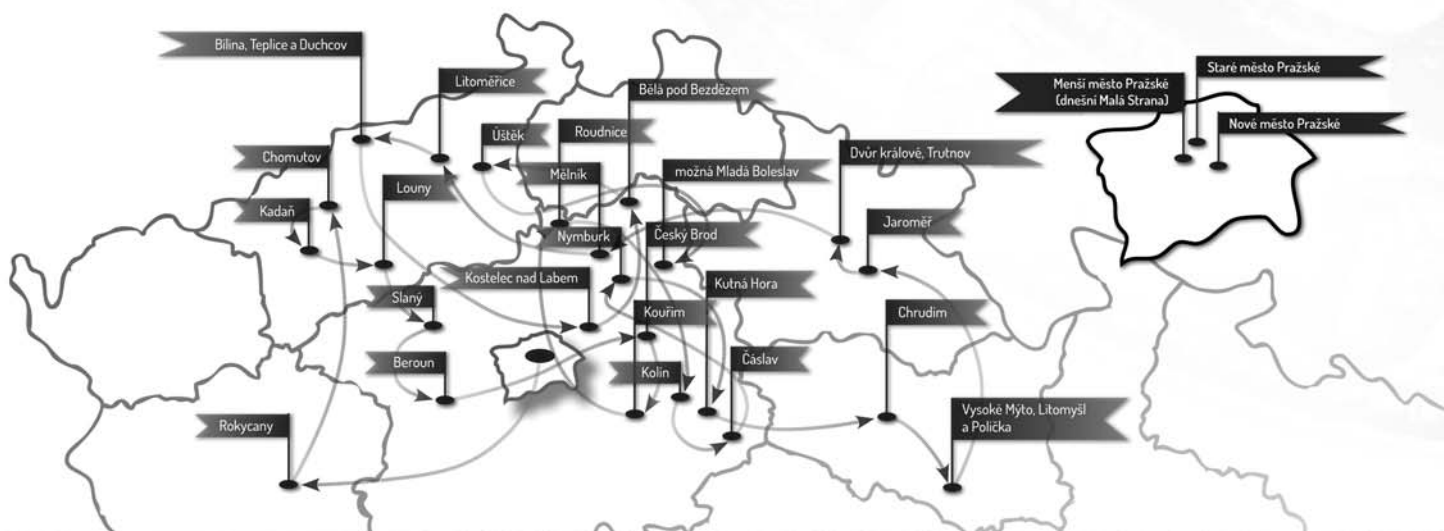 Bílina, Teplice a Duchcov
Litoměřice
Úštěk
Roudnice
Bělá pod Bezdězem
Menší město Pražské
(dnešní Malá Strana)
Staré město Pražské
Nové město Pražské
Chomutov
Kadaň
Louny
Mělník
možná Mladá Boleslav
Dvůr králové, Trutnov
Jaroměř
Nymburk
Český Brod
Slaný
Kostelec nad Labem
Kouřim
Kutná Hora
Chrudim
Beroun
Kolín
Čáslav
Rokycany
Vysoké Mýto, Litomyšl
a Polička